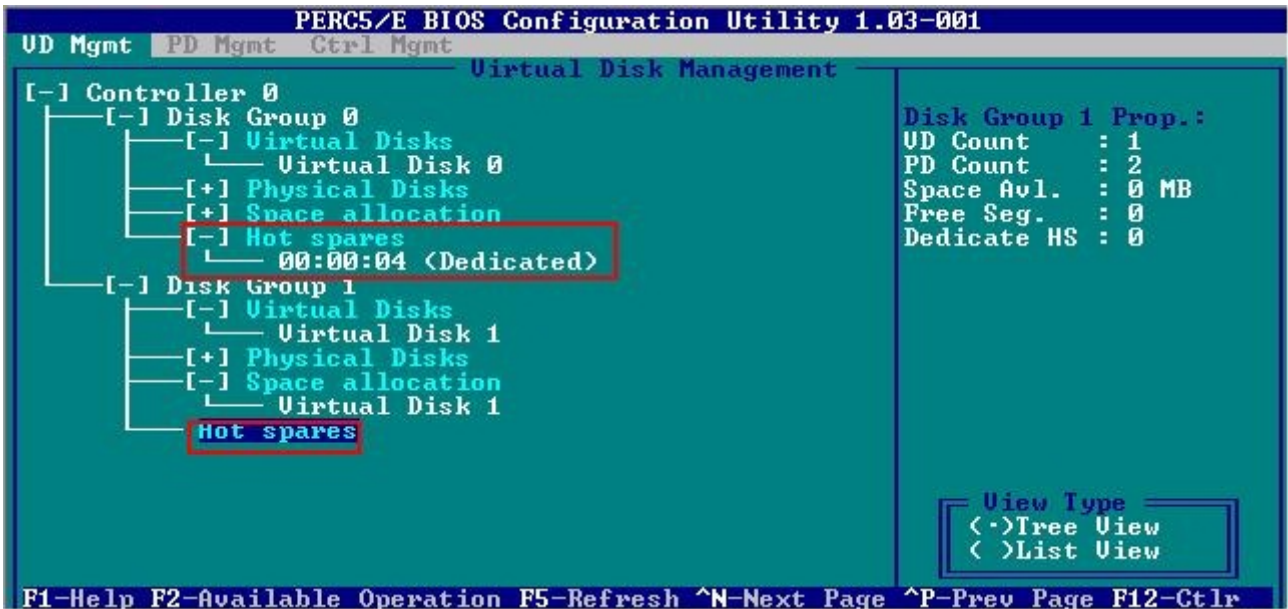 PERC5/E BIOS Configuration Utility 1.03-001
VD Mgmt PD Mgmt Ctrl Mgmt
Virtual Disk Management
[-] Controller 0
[-] Disk Group 0
[-] Virtual Disks
Virtual Disk 0
[+] Physical Disks
[+] Space allocation
[-] Hot spares
00:00:04 (Dedicated)
[-] Disk Group 1
[-] Virtual Disks
Virtual Disk 1
[+] Physical Disks
[-] Space allocation
Virtual Disk 1
Hot spares
Disk Group 1 Prop.:
VD Count : 1
PD Count : 2
Space Avl. : 0 MB
Free Seg. : 0
Dedicate HS : 0
View Type
(·)Tree View
( )List View
F1-Help F2-Available Operation F5-Refresh ^N-Next Page ^P-Prev Page F12-Ctlr